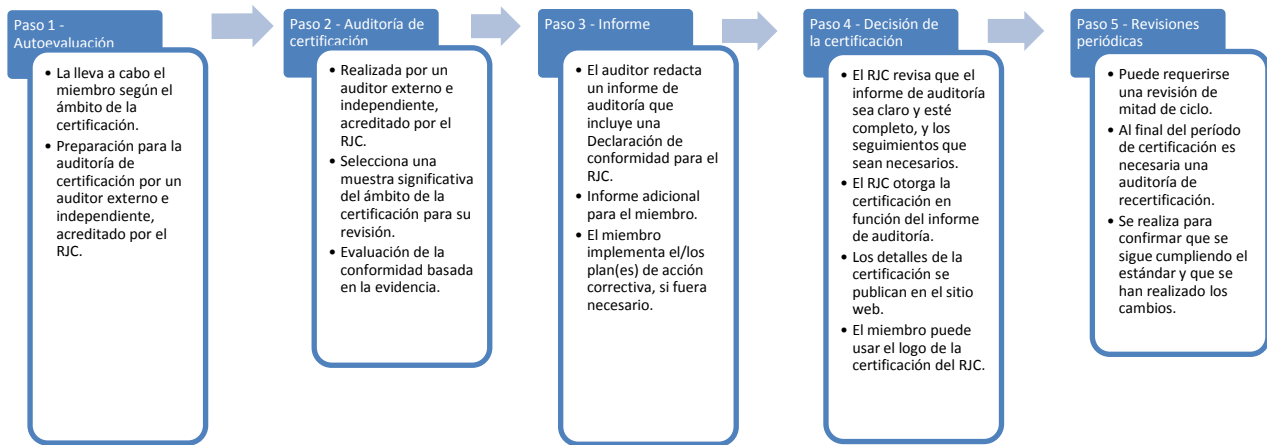 Paso 1 -
Autoevaluación
• La lleva a cabo el
miembro según el
ámbito de la
certificación.
• Preparación para la
auditoría de
certificación por un
auditor externo e
independiente,
acreditado por el
RJC.
Paso 2 - Auditoría de
certificación
• Realizada por un
auditor externo e
independiente,
acreditado por el
RJC.
• Selecciona una
muestra significativa
del ámbito de la
certificación para su
revisión.
• Evaluación de la
conformidad basada
en la evidencia.
Paso 3 - Informe
• El auditor redacta
un informe de
auditoría que
incluye una
Declaración de
conformidad para el
RJC.
• Informe adicional
para el miembro.
• El miembro
implementa el/los
plan(es) de acción
correctiva, si fuera
necesario.
Paso 4 - Decisión de
la certificación
• El RJC revisa que el
informe de auditoría
sea claro y esté
completo, y los
seguimientos que
sean necesarios.
• El RJC otorga la
certificación en
función del informe
de auditoría.
• Los detalles de la
certificación se
publican en el sitio
web.
• El miembro puede
usar el logo de la
certificación del RJC.
Paso 5 - Revisiones
periódicas
• Puede requerirse
una revisión de
mitad de ciclo.
• Al final del período
de certificación es
necesaria una
auditoría de
recertificación.
• Se realiza para
confirmar que se
sigue cumpliendo el
estándar y que se
han realizado los
cambios.